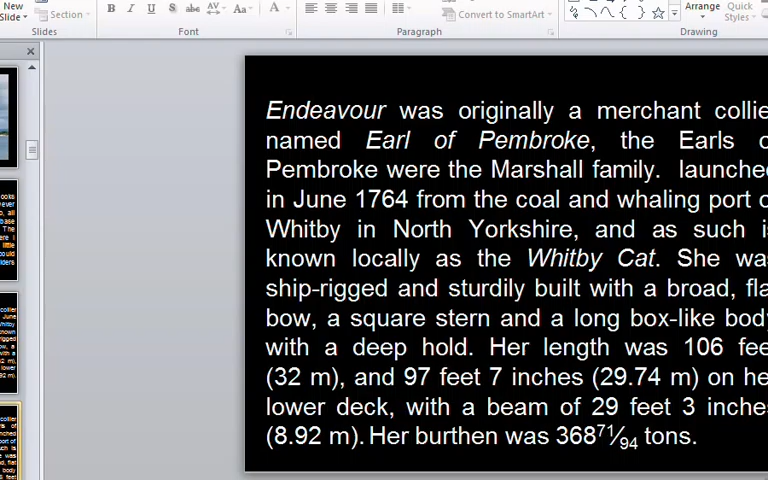 New
Slide
Section
Slides
B I U S abc AV Aa A
Font
Paragraph
Convert to SmartArt
Arrange
Quick
Styles
Drawing
Endeavour was originally a merchant collie
named Earl of Pembroke, the Earls o
Pembroke were the Marshall family. launche
in June 1764 from the coal and whaling port o
Whitby in North Yorkshire, and as such i
known locally as the Whitby Cat. She wa
ship-rigged and sturdily built with a broad, fla
bow, a square stern and a long box-like body
with a deep hold. Her length was 106 fee
(32 m), and 97 feet 7 inches (29.74 m) on he
lower deck, with a beam of 29 feet 3 inche
(8.92 m). Her burthen was 368⁷¹⁄₉₄ tons.